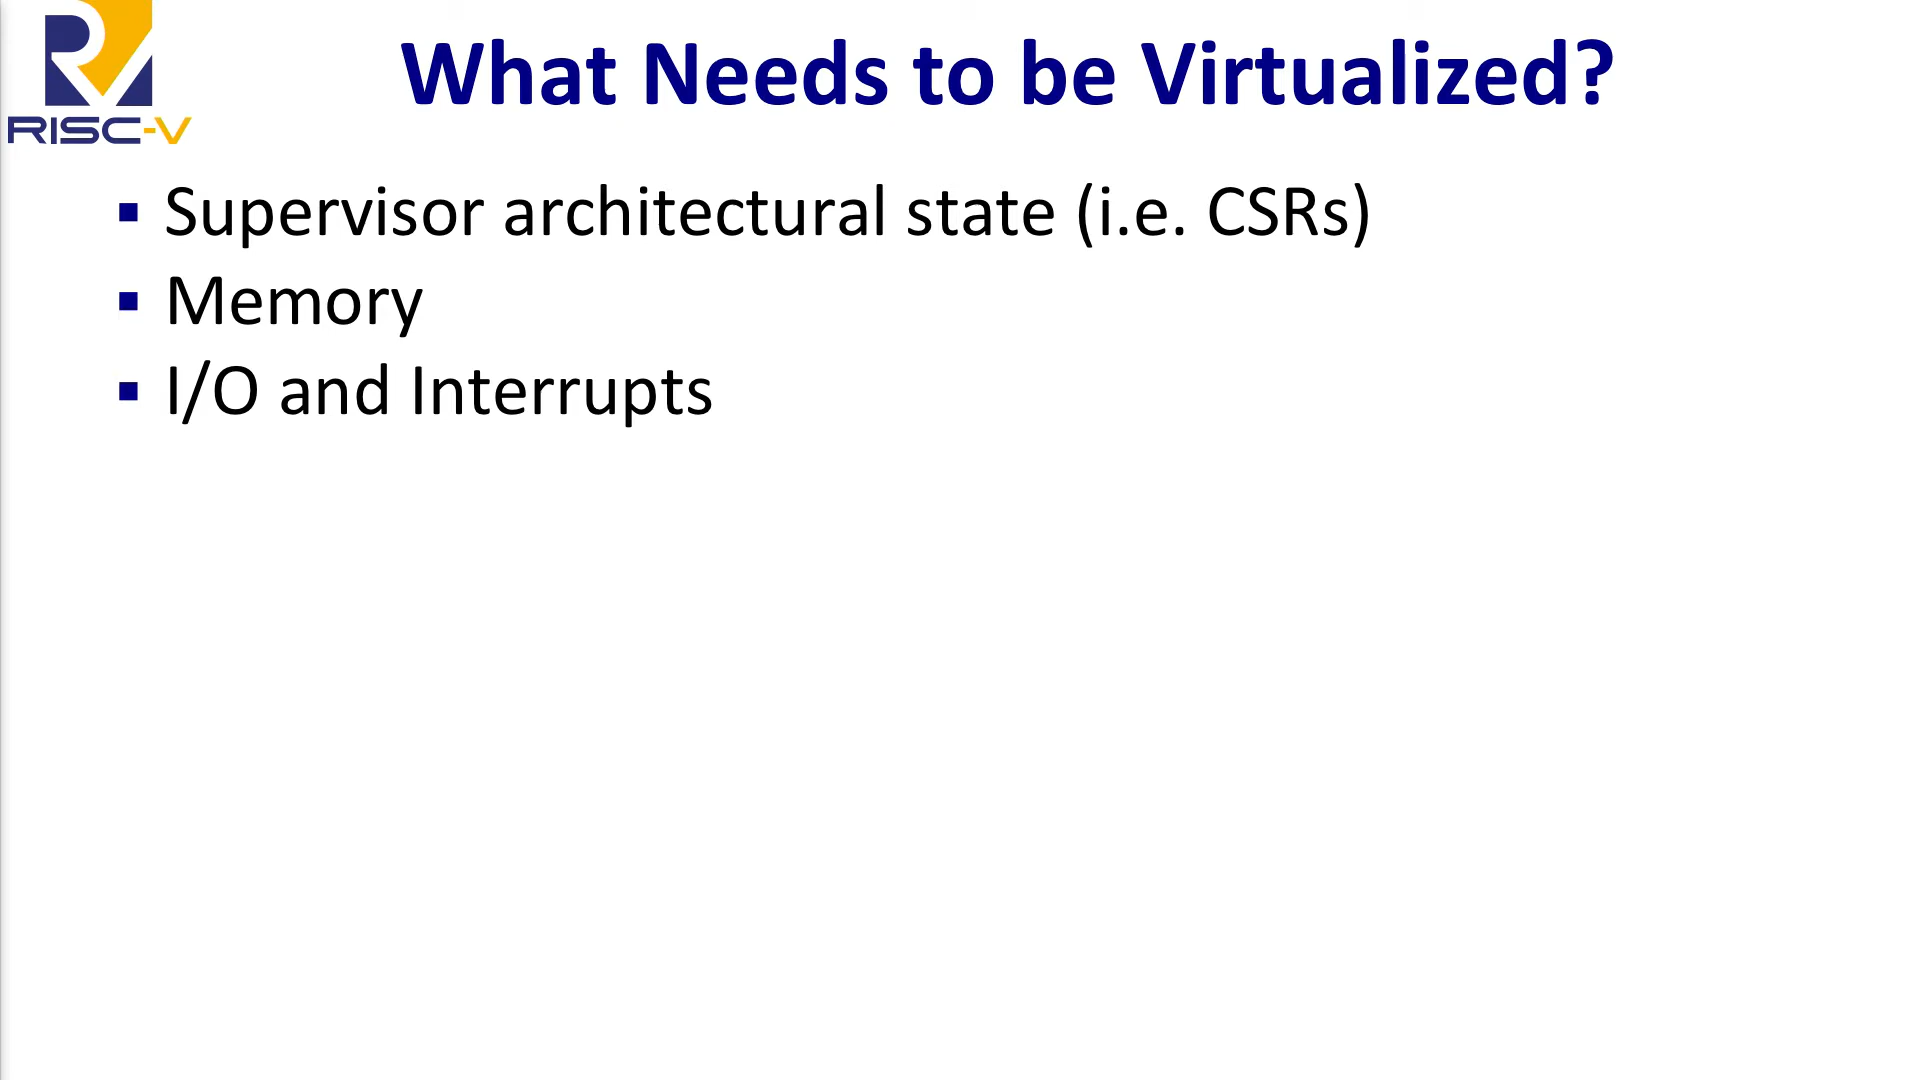 RISC-V
What Needs to be Virtualized?
▪ Supervisor architectural state (i.e. CSRs)
▪ Memory
▪ I/O and Interrupts